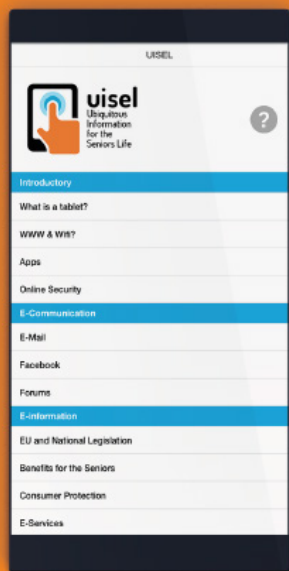 UISEL
uisel
Ubiquitous
Information
for the
Seniors Life
?
Introductory
What is a tablet?
WWW & Wifi?
Apps
Online Security
E-Communication
E-Mail
Facebook
Forums
E-information
EU and National Legislation
Benefits for the Seniors
Consumer Protection
E-Services